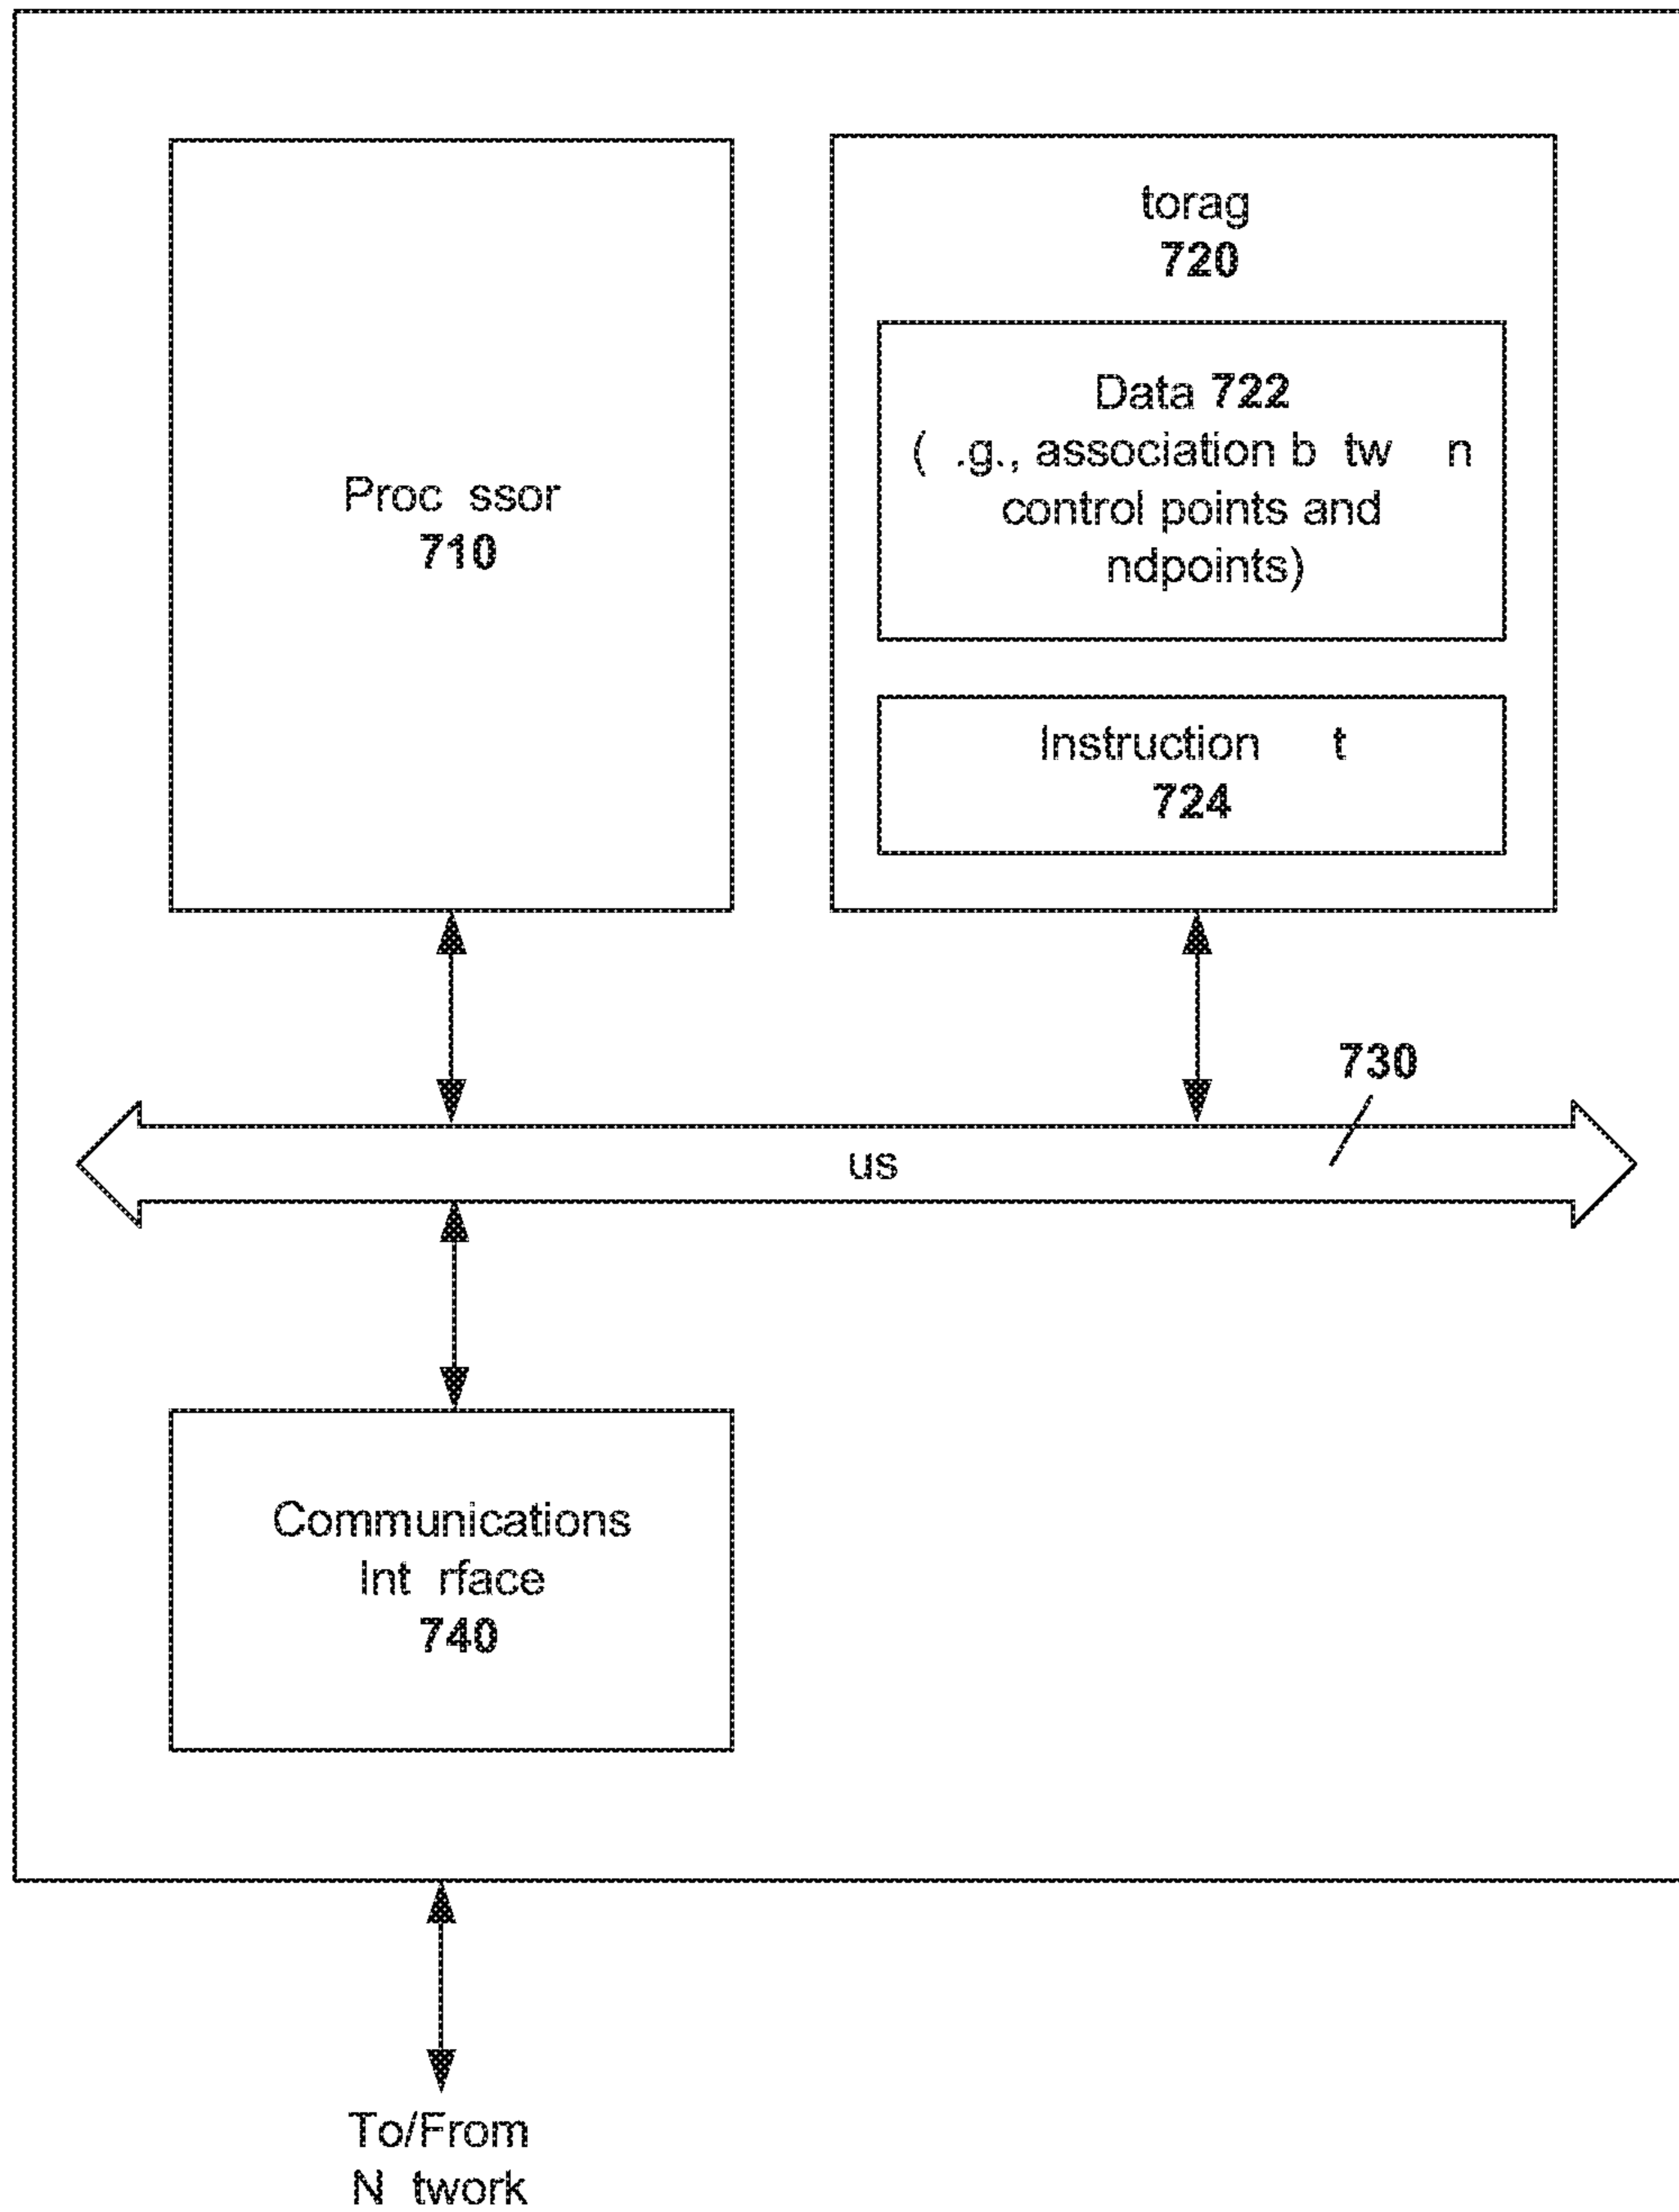 Proc ssor
710
torag
720
Data 722
( .g., association b tw n
control points and
ndpoints)
Instruction t
724
730
us
Communications
Int rface
740
To/From
N twork